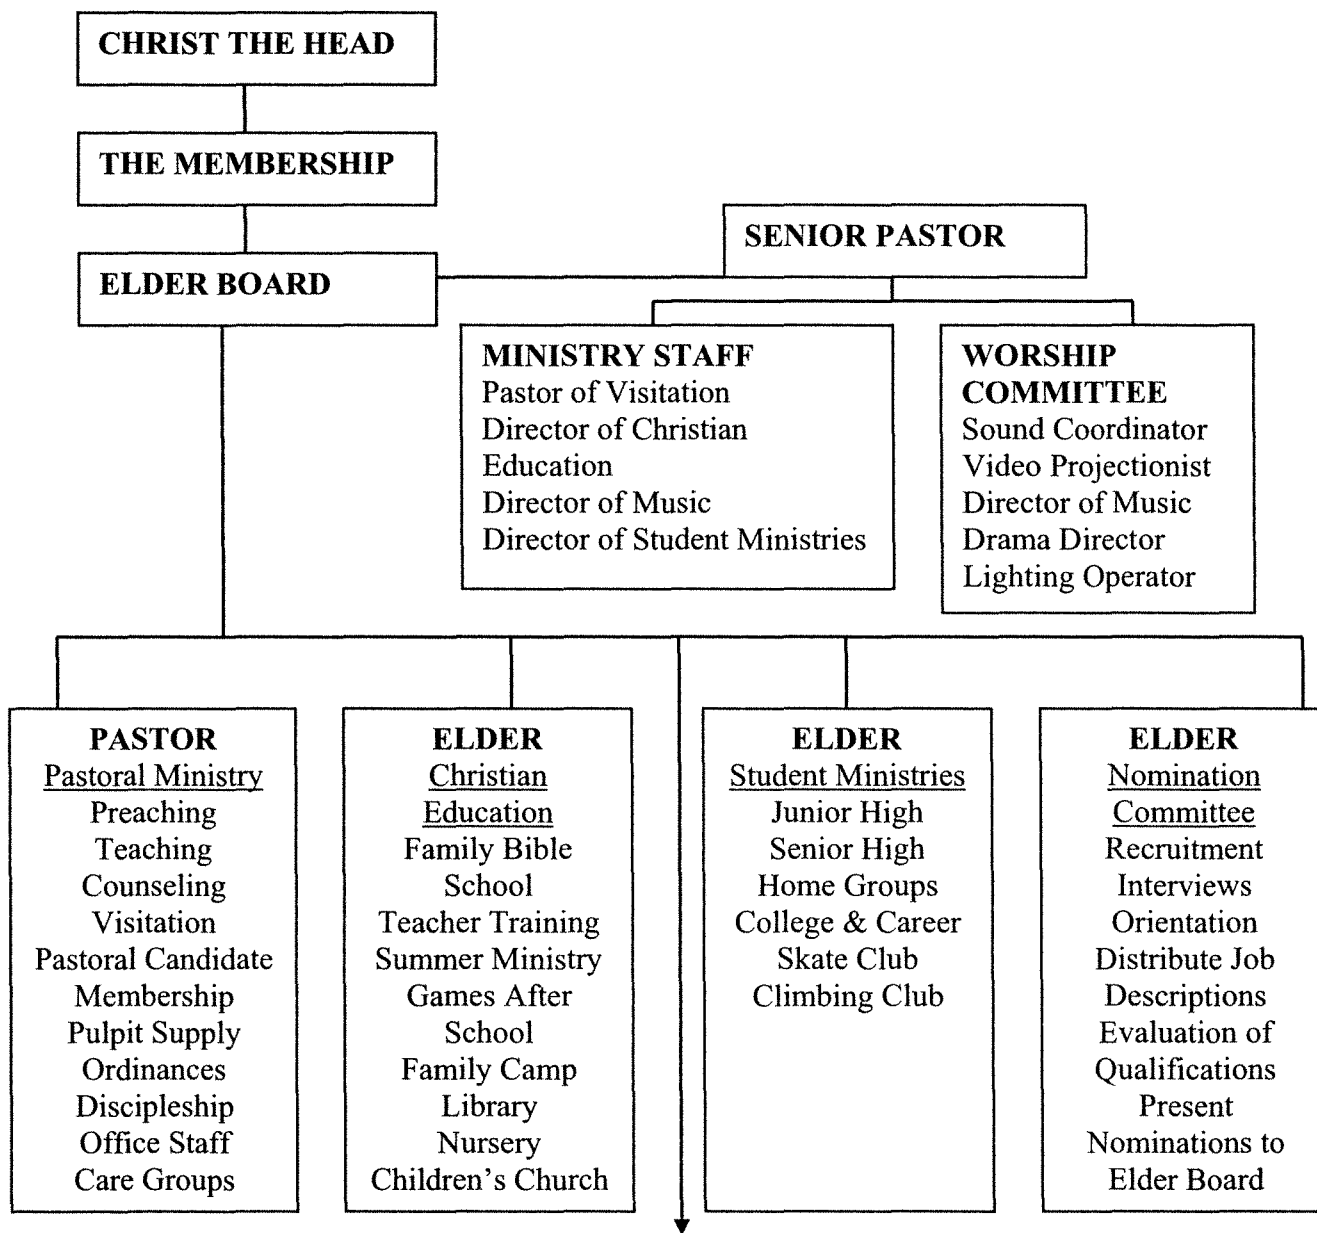 CHRIST THE HEAD
THE MEMBERSHIP
ELDER BOARD
SENIOR PASTOR
MINISTRY STAFF
Pastor of Visitation
Director of Christian
Education
Director of Music
Director of Student Ministries
WORSHIP
COMMITTEE
Sound Coordinator
Video Projectionist
Director of Music
Drama Director
Lighting Operator
PASTOR
Pastoral Ministry
Preaching
Teaching
Counseling
Visitation
Pastoral Candidate
Membership
Pulpit Supply
Ordinances
Discipleship
Office Staff
Care Groups
ELDER
Christian
Education
Family Bible
School
Teacher Training
Summer Ministry
Games After
School
Family Camp
Library
Nursery
Children's Church
ELDER
Student Ministries
Junior High
Senior High
Home Groups
College & Career
Skate Club
Climbing Club
ELDER
Nomination
Committee
Recruitment
Interviews
Orientation
Distribute Job
Descriptions
Evaluation of
Qualifications
Present
Nominations to
Elder Board